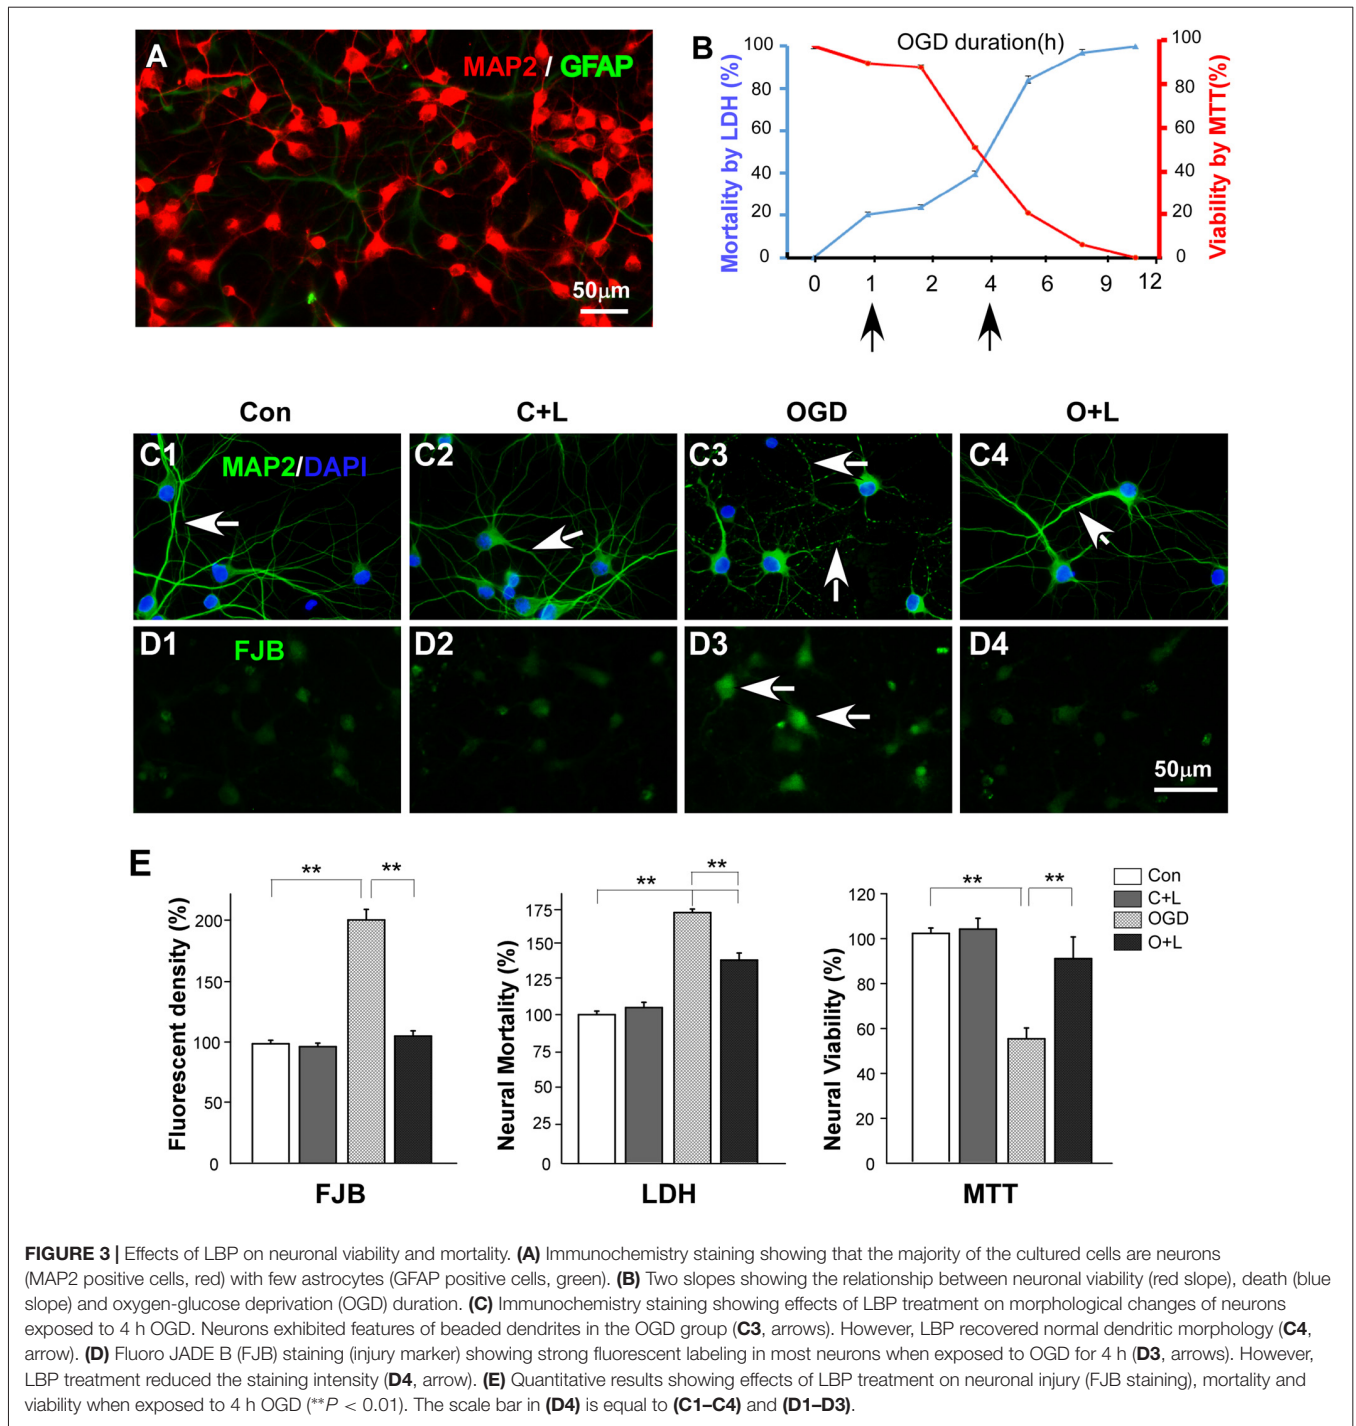 A
MAP2 / GFAP
50μm
B
OGD duration(h)
Mortality by LDH (%)
100
80
60
40
20
0
Viability by MTT(%)
100
80
60
40
20
0
0 1 2 4 6 9 12
Con C+L OGD O+L
C1 MAP2/DAPI
C2
C3
C4
D1 FJB
D2
D3
D4
50μm
E
Fluorescent density (%)
200
150
100
50
0
** **
FJB
Neural Mortality (%)
175
150
125
100
75
50
25
0
** **
LDH
Neural Viability (%)
120
100
80
60
40
20
0
** **
MTT
Con
C+L
OGD
O+L
FIGURE 3 | Effects of LBP on neuronal viability and mortality. (A) Immunochemistry staining showing that the majority of the cultured cells are neurons
(MAP2 positive cells, red) with few astrocytes (GFAP positive cells, green). (B) Two slopes showing the relationship between neuronal viability (red slope), death (blue
slope) and oxygen-glucose deprivation (OGD) duration. (C) Immunochemistry staining showing effects of LBP treatment on morphological changes of neurons
exposed to 4 h OGD. Neurons exhibited features of beaded dendrites in the OGD group (C3, arrows). However, LBP recovered normal dendritic morphology (C4,
arrow). (D) Fluoro JADE B (FJB) staining (injury marker) showing strong fluorescent labeling in most neurons when exposed to OGD for 4 h (D3, arrows). However,
LBP treatment reduced the staining intensity (D4, arrow). (E) Quantitative results showing effects of LBP treatment on neuronal injury (FJB staining), mortality and
viability when exposed to 4 h OGD (**P < 0.01). The scale bar in (D4) is equal to (C1–C4) and (D1–D3).